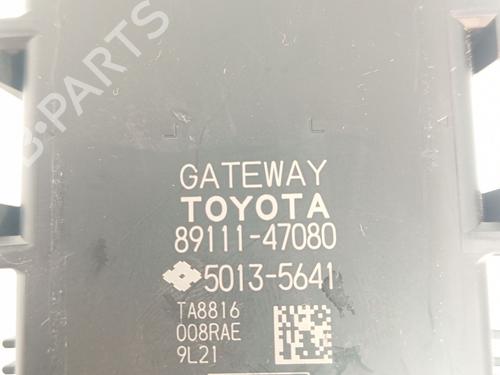 B-PARTS
GATEWAY
TOYOTA
89111-47080
5013-5641
TA8816
008RAE
9L21